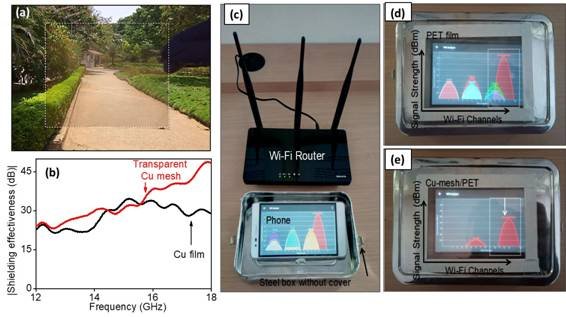 (a)
(b)
|Shielding effectiveness (dB)|
45
30
15
0
Transparent
Cu mesh
Cu film
12
14
16
18
Frequency (GHz)
(c)
Wi-Fi Router
Phone
Steel box without cover
(d)
PET film
Signal Strength (dBm)
Wi-Fi Channels
(e)
Cu-mesh/PET
Signal Strength (dBm)
Wi-Fi Channels